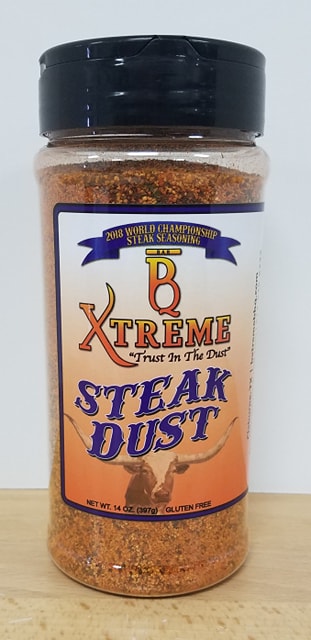 2018 WORLD CHAMPIONSHIP
STEAK SEASONING
BAR
BQ
XTREME
"Trust In The Dust"
STEAK
DUST
NET WT. 14 OZ. (397g) GLUTEN FREE